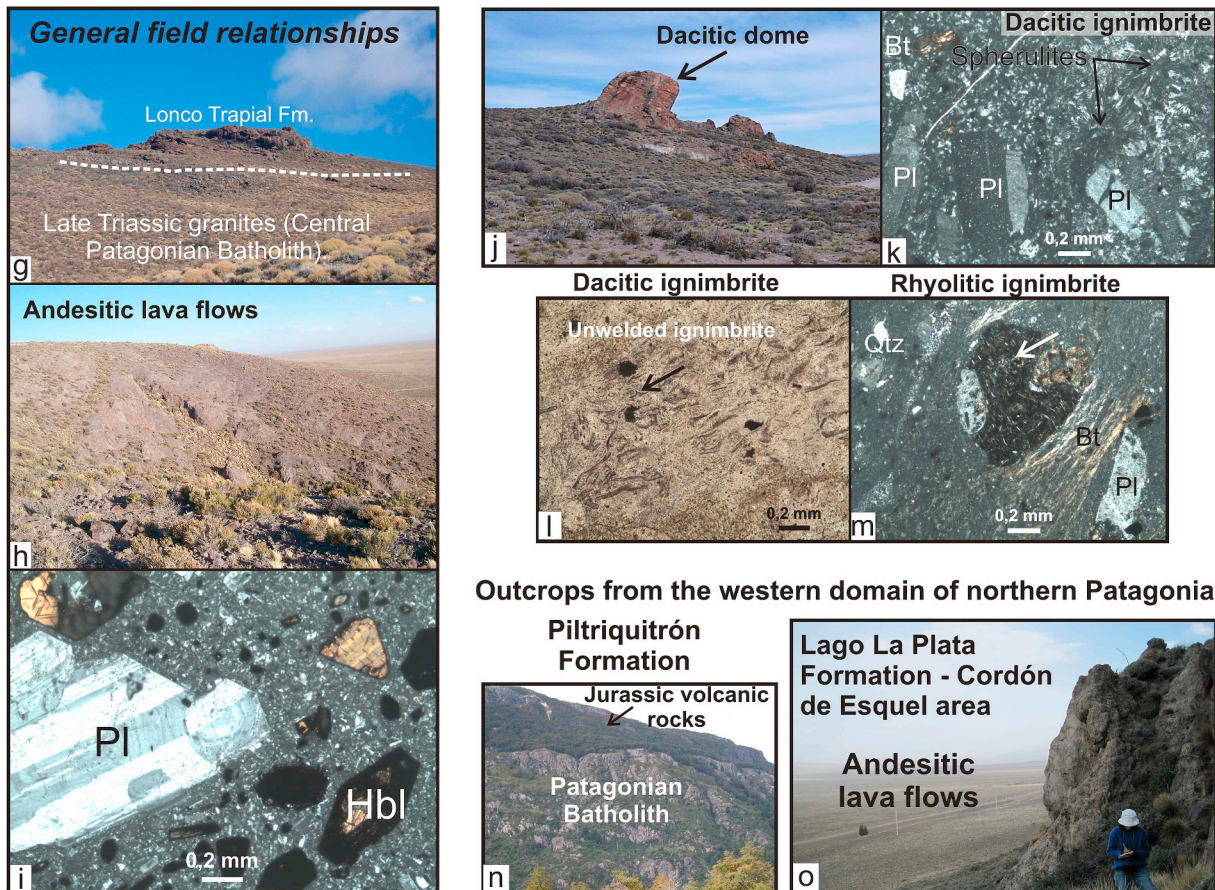 General field relationships
Lonco Trapial Fm.
Late Triassic granites (Central
Patagonian Batholith).
g
Andesitic lava flows
h
Pl
Hbl
0,2 mm
i
Dacitic dome
j
Dacitic ignimbrite
Bt
Spherulites
Pl
Pl
Pl
0,2 mm
k
Dacitic ignimbrite
Unwelded ignimbrite
0.2 mm
l
Rhyolitic ignimbrite
Qtz
Bt
Pl
0,2 mm
m
Outcrops from the western domain of northern Patagonia
Piltriquitrón
Formation
Jurassic volcanic
rocks
Patagonian
Batholith
n
Lago La Plata
Formation - Cordón
de Esquel area
Andesitic
lava flows
o